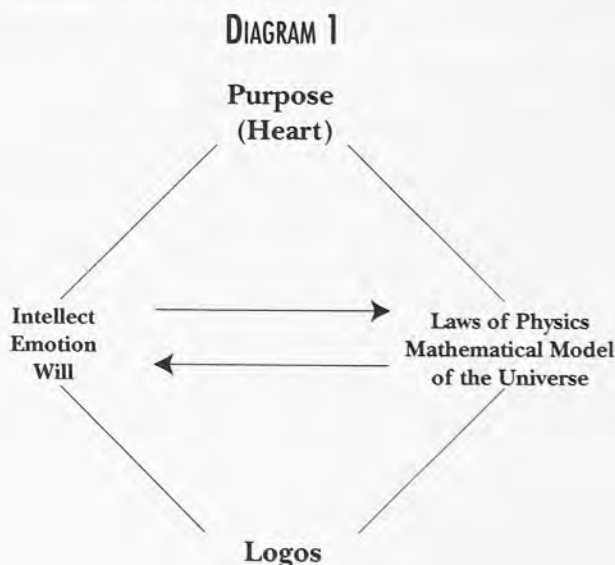 DIAGRAM 1
Purpose
(Heart)
Intellect
Emotion
Will
Laws of Physics
Mathematical Model
of the Universe
Logos